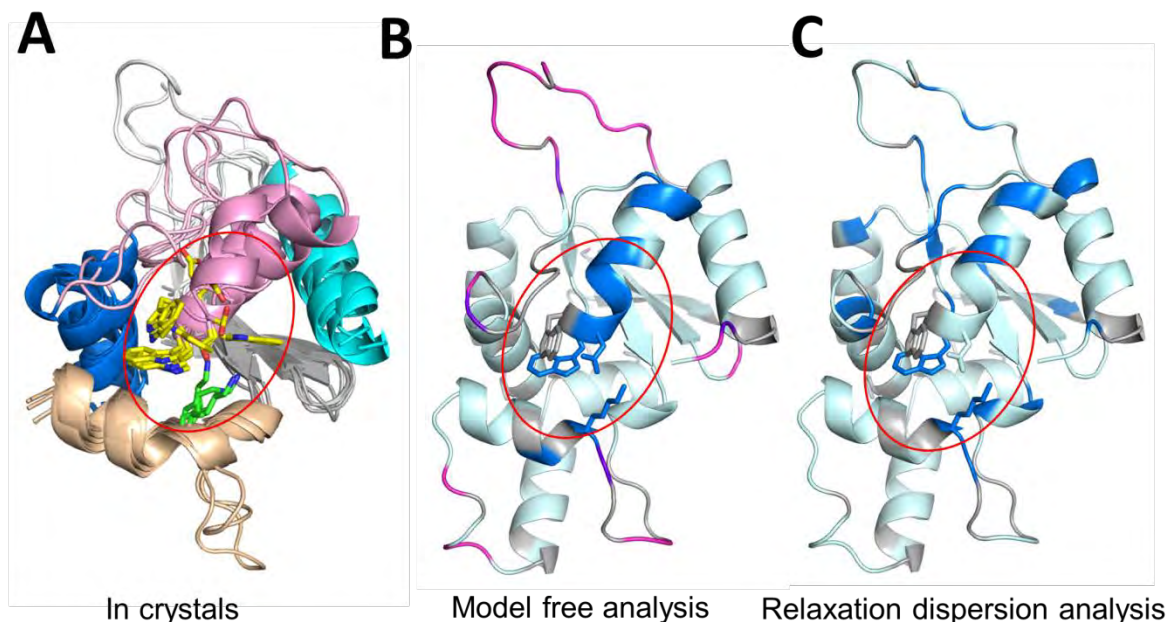 A
B
C
In crystals
Model free analysis
Relaxation dispersion analysis